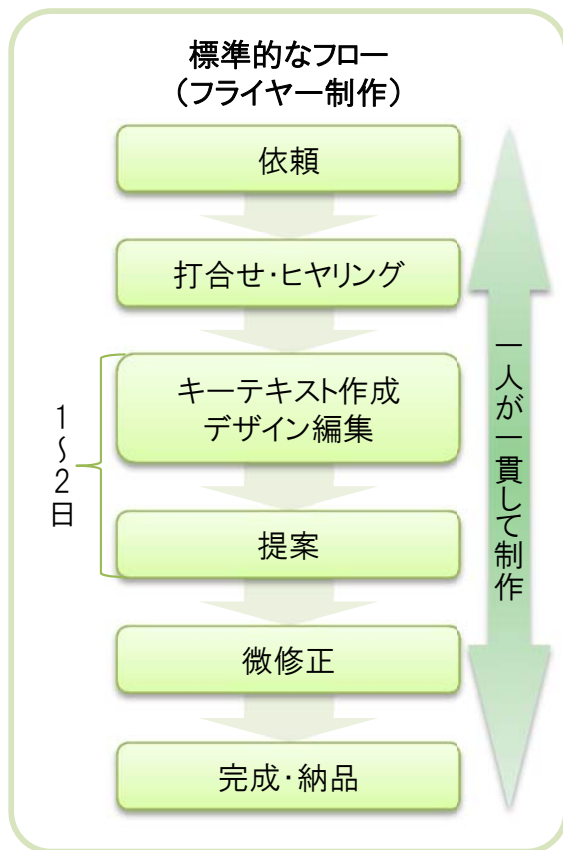 標準的なフロー
（フライヤー制作）
依頼
打合せ・ヒヤリング
キーテキスト作成
デザイン編集
提案
微修正
完成・納品
1～2日
一人が一貫して制作